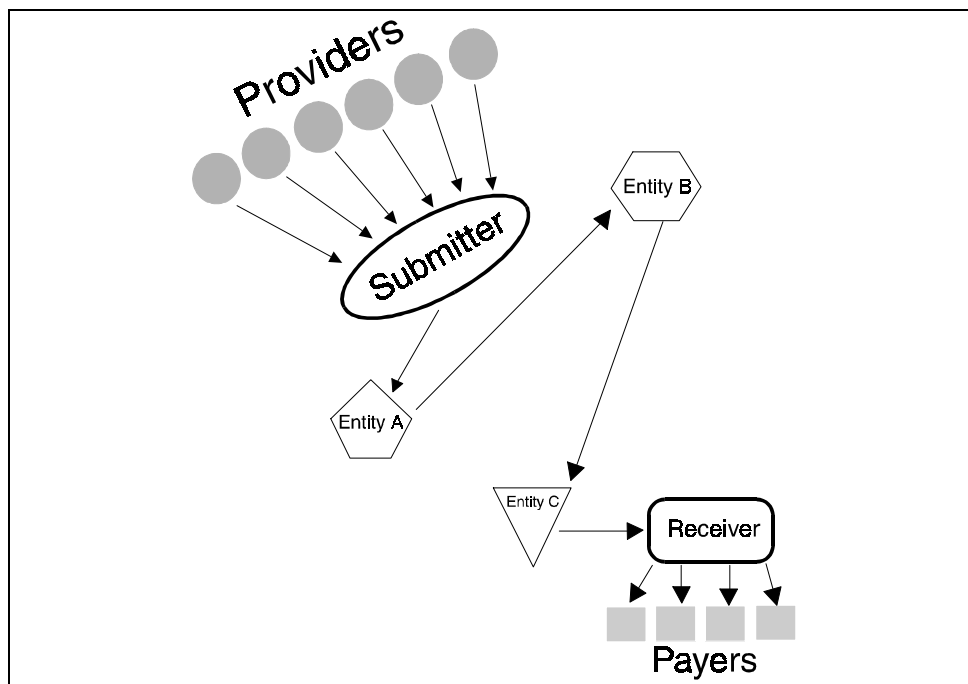 Providers
Entity B
Submitter
Entity A
Entity C
Receiver
Payers